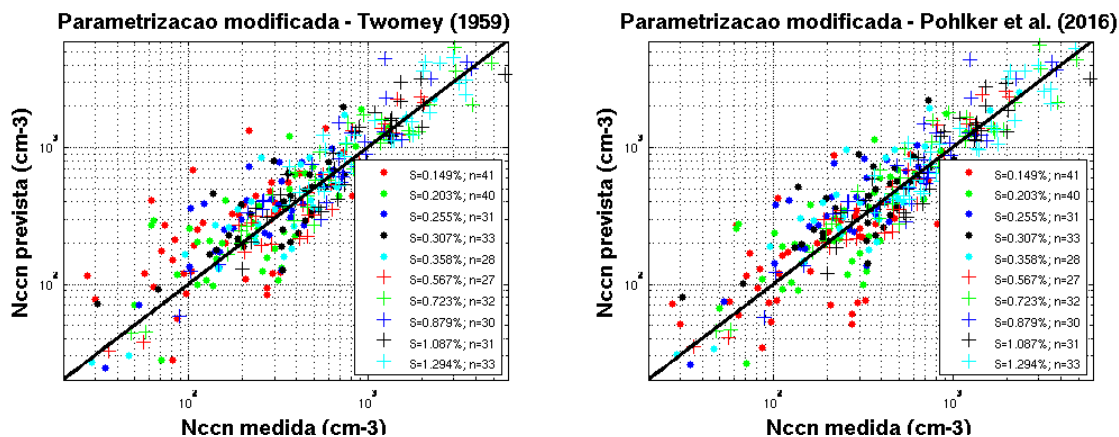 Parametrizacao modificada - Twomey (1959)
Nccn prevista (cm-3)
10³
10²
S=0.149%; n=41
S=0.203%; n=40
S=0.255%; n=31
S=0.307%; n=33
S=0.358%; n=28
S=0.567%; n=27
S=0.723%; n=32
S=0.879%; n=30
S=1.087%; n=31
S=1.294%; n=33
10² 10³
Nccn medida (cm-3)
Parametrizacao modificada - Pohlker et al. (2016)
Nccn prevista (cm-3)
10³
10²
S=0.149%; n=41
S=0.203%; n=40
S=0.255%; n=31
S=0.307%; n=33
S=0.358%; n=28
S=0.567%; n=27
S=0.723%; n=32
S=0.879%; n=30
S=1.087%; n=31
S=1.294%; n=33
10² 10³
Nccn medida (cm-3)